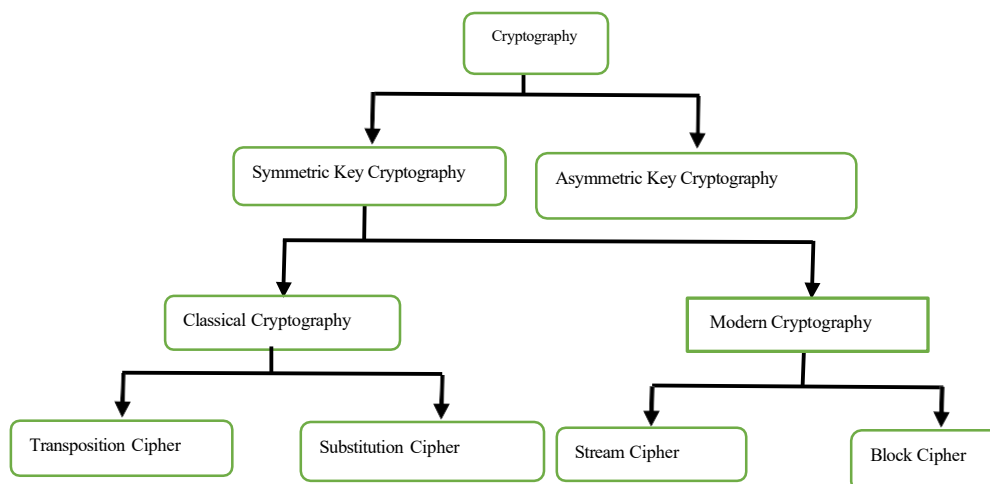 Cryptography
Symmetric Key Cryptography
Asymmetric Key Cryptography
Classical Cryptography
Modern Cryptography
Transposition Cipher
Substitution Cipher
Stream Cipher
Block Cipher